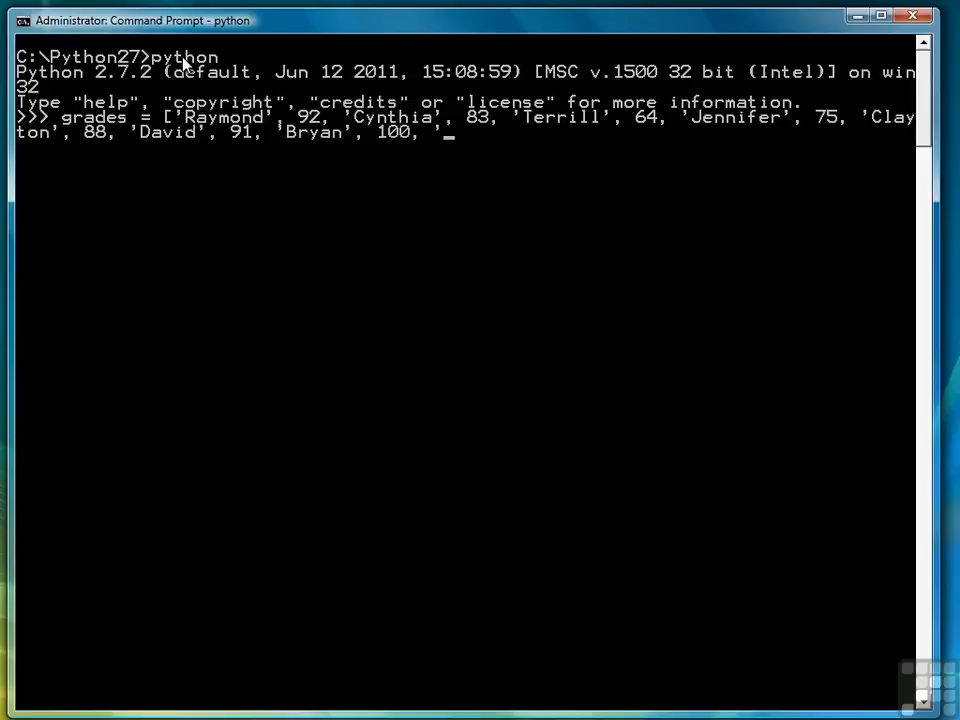 Administrator: Command Prompt - python
C:\Python27>python
Python 2.7.2 (default, Jun 12 2011, 15:08:59) [MSC v.1500 32 bit (Intel)] on win
32
Type "help", "copyright", "credits" or "license" for more information.
>>> grades = ['Raymond', 92, 'Cynthia', 83, 'Terrill', 64, 'Jennifer', 75, 'Clay
ton', 88, 'David', 91, 'Bryan', 100, '_